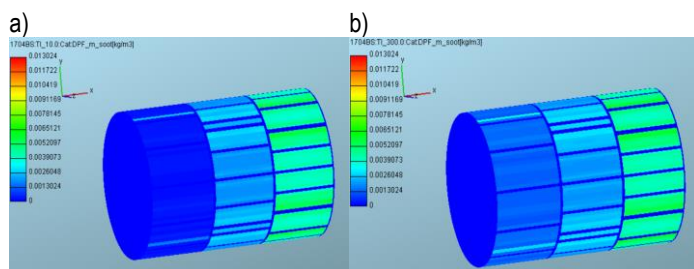 a)
1704BS:TI_10.0:Cat:DPF_m_soot[kg/m3]
0.013024
0.011722
0.010419
0.0091169
0.0078145
0.0065121
0.0052097
0.0039073
0.0026048
0.0013024
0
y
x
b)
1704BS:TI_300.0:Cat:DPF_m_soot[kg/m3]
0.013024
0.011722
0.010419
0.0091169
0.0078145
0.0065121
0.0052097
0.0039073
0.0026048
0.0013024
0
y
x